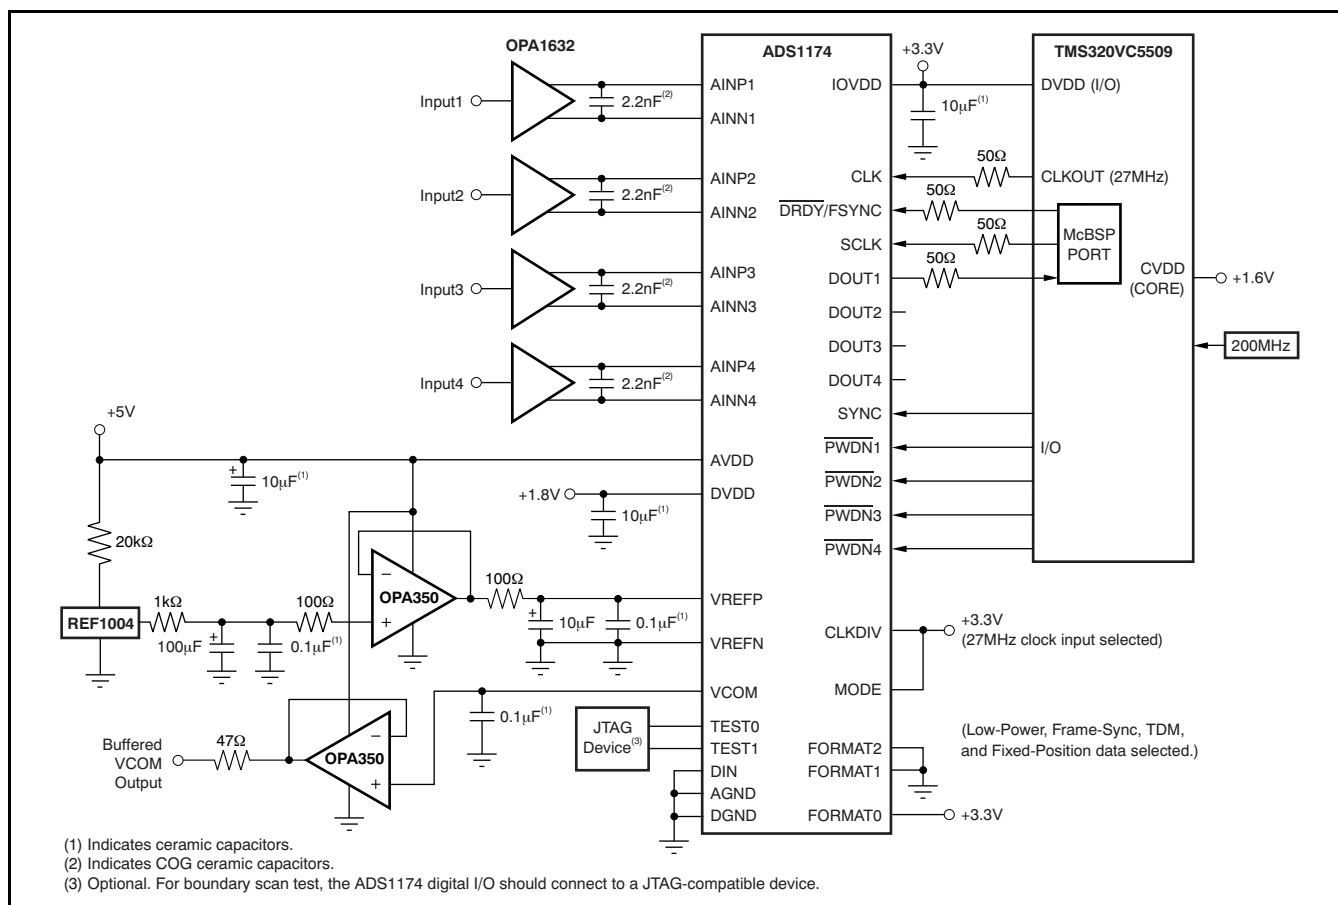 OPA1632
ADS1174
TMS320VC5509
Input1
2.2nF(2)
AINP1
AINN1
Input2
2.2nF(2)
AINP2
AINN2
Input3
2.2nF(2)
AINP3
AINN3
Input4
2.2nF(2)
AINP4
AINN4
+3.3V
IOVDD
DVDD (I/O)
10µF(1)
CLK
50Ω
CLKOUT (27MHz)
DRDY/FSYNC
50Ω
SCLK
50Ω
McBSP
PORT
DOUT1
50Ω
CVDD
(CORE)
+1.6V
DOUT2
DOUT3
200MHz
DOUT4
SYNC
PWDN1
I/O
PWDN2
PWDN3
PWDN4
+5V
AVDD
10µF(1)
+1.8V
DVDD
10µF(1)
20kΩ
REF1004
1kΩ
100µF
0.1µF(1)
100Ω
−
OPA350
+
100Ω
+
10µF
0.1µF(1)
VREFP
VREFN
+
+
VCOM
0.1µF(1)
Buffered
VCOM
Output
47Ω
−
OPA350
+
JTAG
Device(3)
TEST0
TEST1
DIN
AGND
DGND
CLKDIV
+3.3V
(27MHz clock input selected)
MODE
(Low-Power, Frame-Sync, TDM,
and Fixed-Position data selected.)
FORMAT2
FORMAT1
FORMAT0
+3.3V
(1) Indicates ceramic capacitors.
(2) Indicates COG ceramic capacitors.
(3) Optional. For boundary scan test, the ADS1174 digital I/O should connect to a JTAG-compatible device.